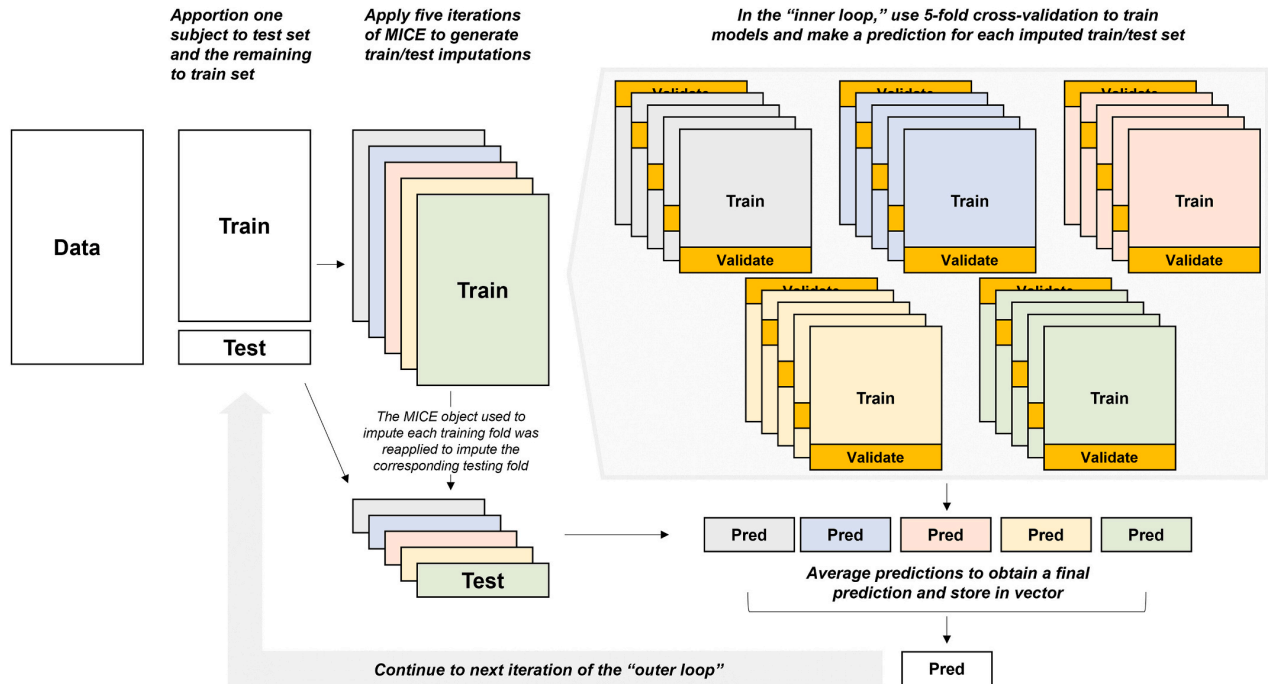 Apportion one
subject to test set
and the remaining
to train set
Apply five iterations
of MICE to generate
train/test imputations
In the “inner loop,” use 5-fold cross-validation to train
models and make a prediction for each imputed train/test set
Data
Train
Test
Train
The MICE object used to
impute each training fold was
reapplied to impute the
corresponding testing fold
Test
Validate
Train
Validate
Validate
Train
Validate
Validate
Train
Validate
Validate
Train
Validate
Validate
Train
Validate
Pred
Pred
Pred
Pred
Pred
Average predictions to obtain a final
prediction and store in vector
Pred
Continue to next iteration of the “outer loop”